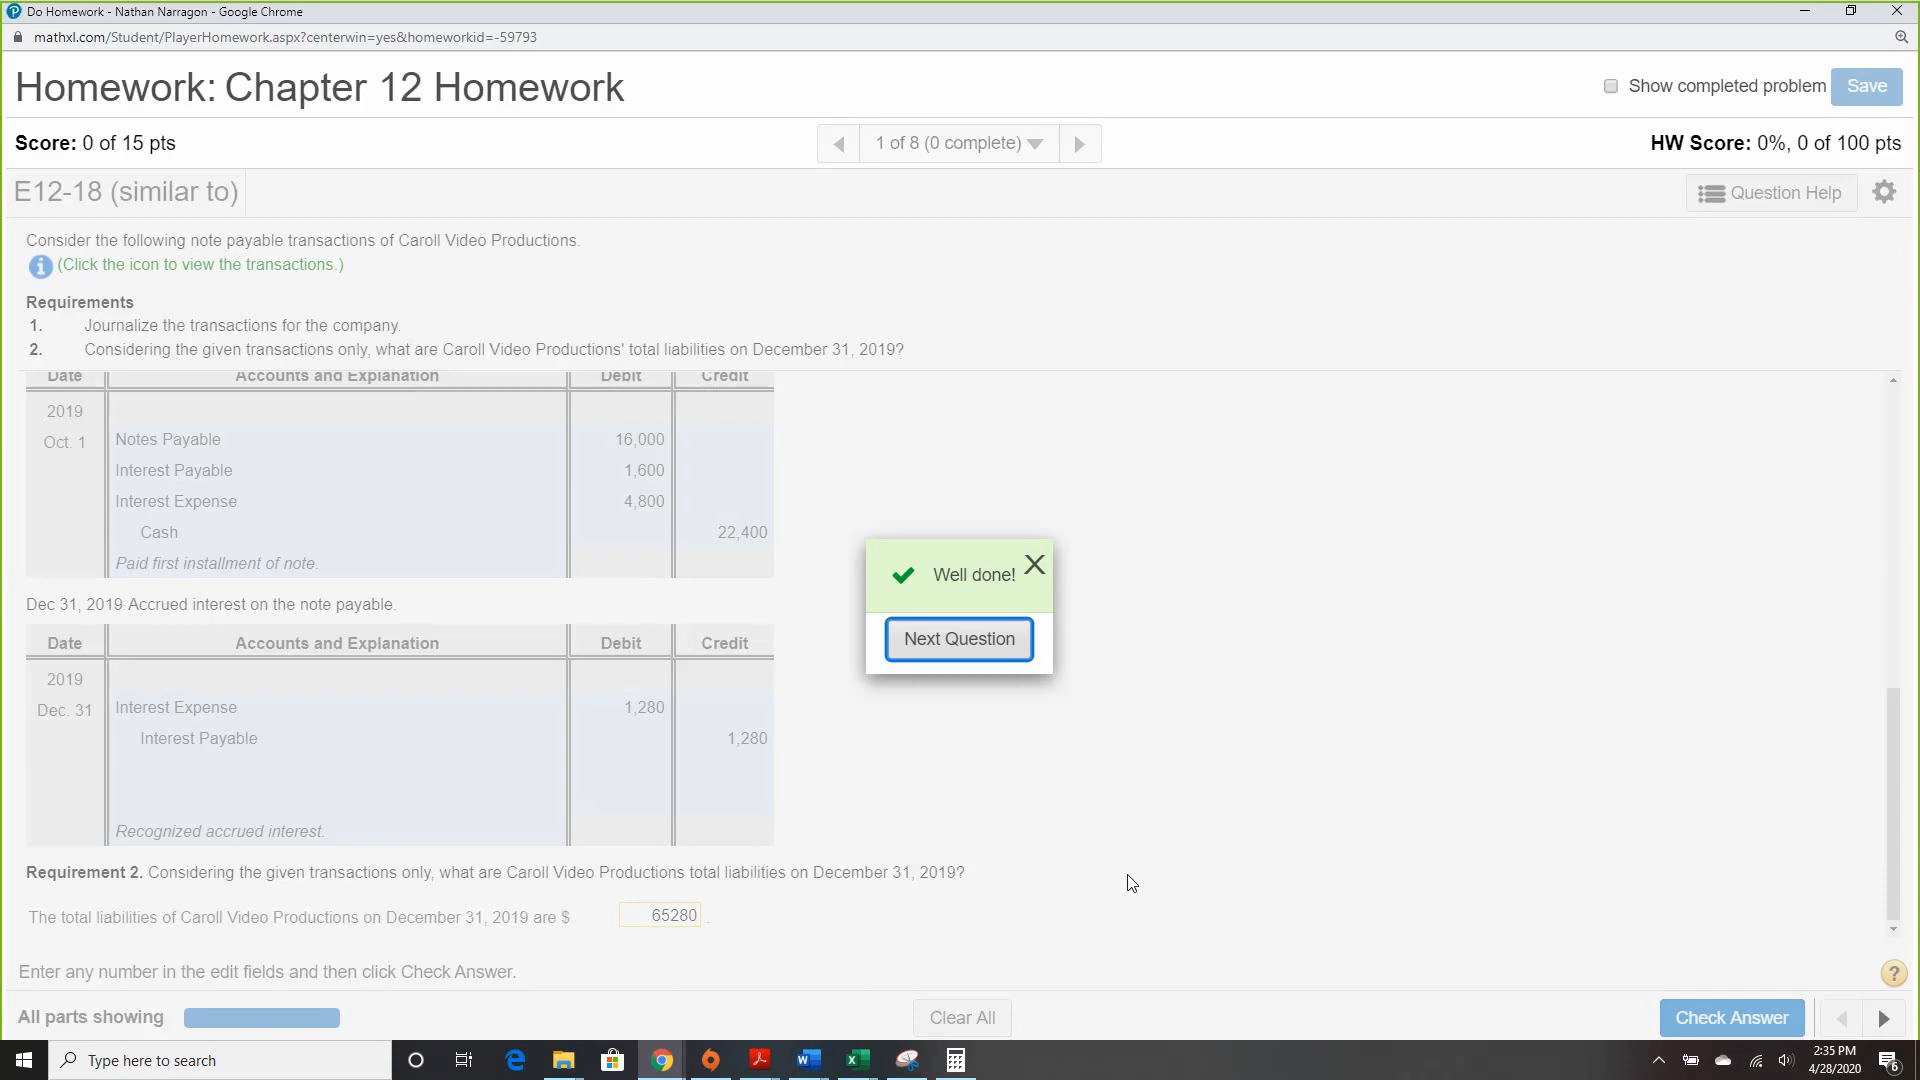 Do Homework - Nathan Narragon - Google Chrome
mathxl.com/Student/PlayerHomework.aspx?centerwin=yes&homeworkid=-59793
Homework: Chapter 12 Homework
Show completed problem Save
Score: 0 of 15 pts
1 of 8 (0 complete)
HW Score: 0%, 0 of 100 pts
E12-18 (similar to)
Question Help
Consider the following note payable transactions of Caroll Video Productions.
(Click the icon to view the transactions.)
Requirements
1. Journalize the transactions for the company.
2. Considering the given transactions only, what are Caroll Video Productions' total liabilities on December 31, 2019?
Date Accounts and Explanation Debit Credit
2019
Oct. 1 Notes Payable 16,000
Interest Payable 1,600
Interest Expense 4,800
Cash 22,400
Paid first installment of note.
Well done!
Next Question
Dec 31, 2019 Accrued interest on the note payable.
Date Accounts and Explanation Debit Credit
2019
Dec. 31 Interest Expense 1,280
Interest Payable 1,280
Recognized accrued interest.
Requirement 2. Considering the given transactions only, what are Caroll Video Productions total liabilities on December 31, 2019?
The total liabilities of Caroll Video Productions on December 31, 2019 are $ 65280 .
Enter any number in the edit fields and then click Check Answer.
?
All parts showing
Clear All
Check Answer
Type here to search
2:35 PM
4/28/2020
6